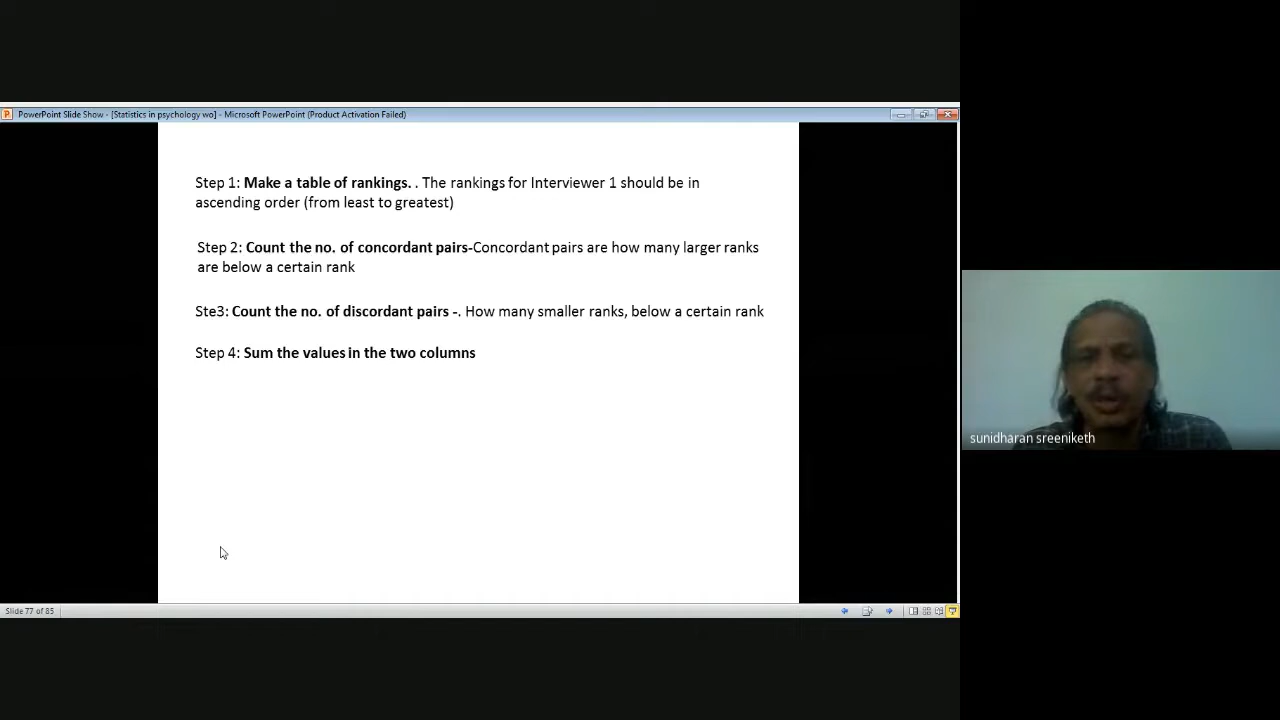 PowerPoint Slide Show - [Statistics in psychology wo] - Microsoft PowerPoint (Product Activation Failed)
Step 1: Make a table of rankings. . The rankings for Interviewer 1 should be in
ascending order (from least to greatest)
Step 2: Count the no. of concordant pairs-Concordant pairs are how many larger ranks
are below a certain rank
Ste3: Count the no. of discordant pairs -. How many smaller ranks, below a certain rank
Step 4: Sum the values in the two columns
sunidharan sreeniketh
Slide 77 of 85